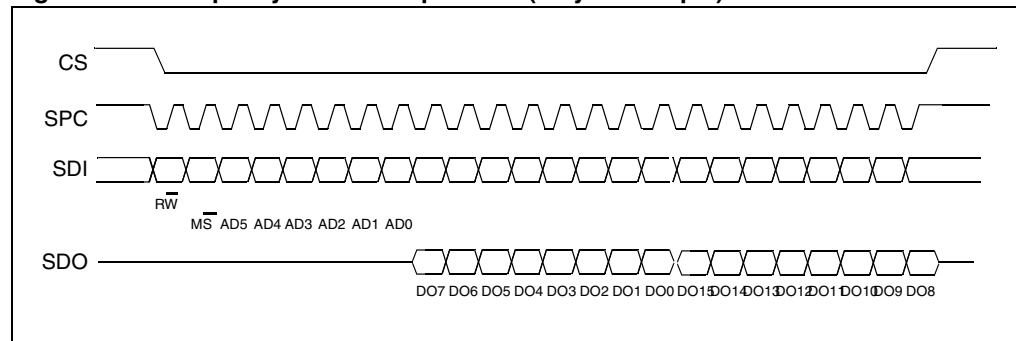 CS
SPC
SDI
RW
MS AD5 AD4 AD3 AD2 AD1 AD0
SDO
DO7 DO6 DO5 DO4 DO3 DO2 DO1 DO0 DO15 DO14 DO13 DO12 DO11 DO10 DO9 DO8